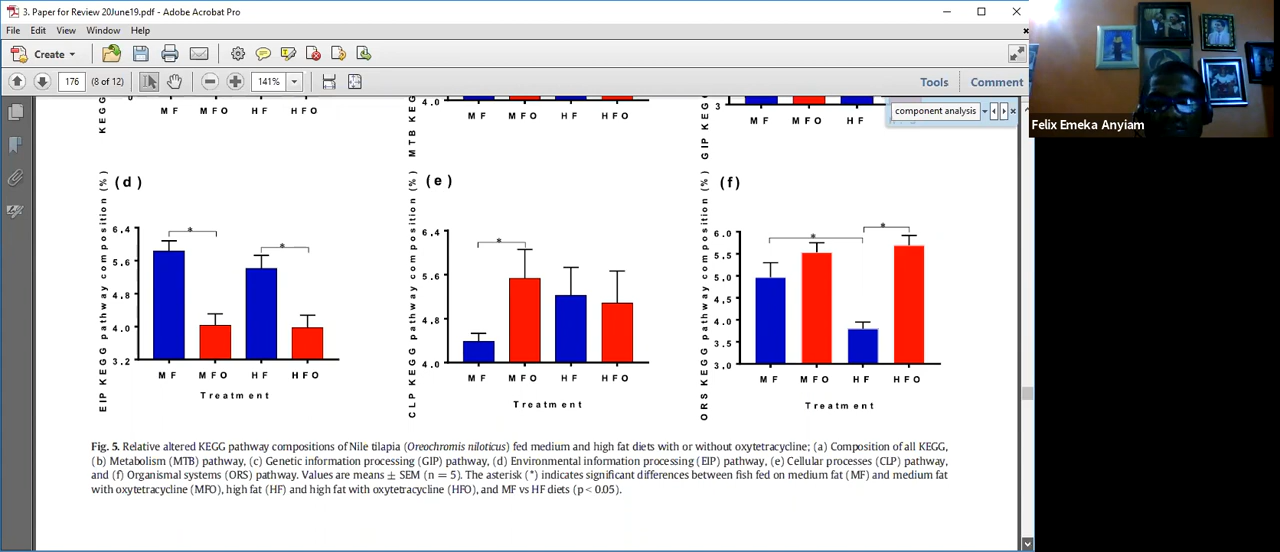 3. Paper for Review 20June19.pdf - Adobe Acrobat Pro
File Edit View Window Help
Create
176 (8 of 12) 141% Tools Comment
component analysis
Felix Emeka Anyiam
KEGG
0
MF MFO HF HFO
MTB KEGG
4.0
MF MFO HF HFO
GIP KEGG
3
MF MFO HF
(d)
EIP KEGG pathway composition (%)
6.4
5.6
4.8
4.0
3.2
* *
MF MFO HF HFO
Treatment
(e)
CLP KEGG pathway composition (%)
6.4
5.6
4.8
4.0
*
MF MFO HF HFO
Treatment
(f)
ORS KEGG pathway composition (%)
6.0
5.5
5.0
4.5
4.0
3.5
3.0
* *
MF MFO HF HFO
Treatment
Fig. 5. Relative altered KEGG pathway compositions of Nile tilapia (Oreochromis niloticus) fed medium and high fat diets with or without oxytetracycline; (a) Composition of all KEGG,
(b) Metabolism (MTB) pathway, (c) Genetic information processing (GIP) pathway, (d) Environmental information processing (EIP) pathway, (e) Cellular processes (CLP) pathway,
and (f) Organismal systems (ORS) pathway. Values are means ± SEM (n = 5). The asterisk (*) indicates significant differences between fish fed on medium fat (MF) and medium fat
with oxytetracycline (MFO), high fat (HF) and high fat with oxytetracycline (HFO), and MF vs HF diets (p < 0.05).